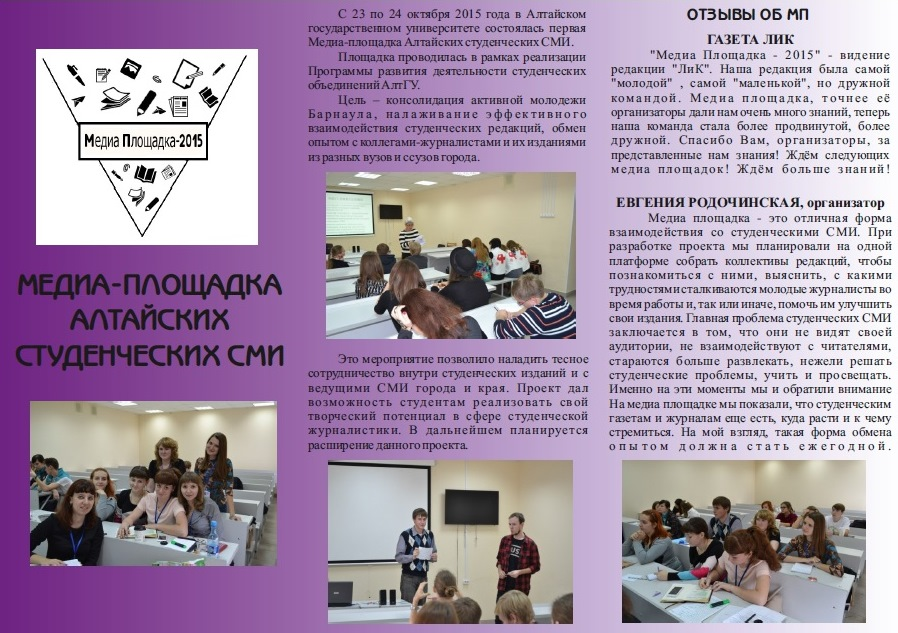 Медиа Площадка-2015
МЕДИА-ПЛОЩАДКА
АЛТАЙСКИХ
СТУДЕНЧЕСКИХ СМИ
С 23 по 24 октября 2015 года в Алтайском
государственном университете состоялась первая
Медиа-площадка Алтайских студенческих СМИ.
Площадка проводилась в рамках реализации
Программы развития деятельности студенческих
объединений АлтГУ.
Цель – консолидация активной молодежи
Барнаула, налаживание эффективного
взаимодействия студенческих редакций, обмен
опытом с коллегами-журналистами и их изданиями
из разных вузов и ссузов города.
Это мероприятие позволило наладить тесное
сотрудничество внутри студенческих изданий и с
ведущими СМИ города и края. Проект дал
возможность студентам реализовать свой
творческий потенциал в сфере студенческой
журналистики. В дальнейшем планируется
расширение данного проекта.
ОТЗЫВЫ ОБ МП
ГАЗЕТА ЛИК
"Медиа Площадка - 2015" - видение
редакции "ЛиК". Наша редакция была самой
"молодой" , самой "маленькой", но дружной
командой. Медиа площадка, точнее её
организаторы дали нам очень много знаний, теперь
наша команда стала более продвинутой, более
дружной. Спасибо Вам, организаторы, за
представленные нам знания! Ждём следующих
медиа площадок! Ждём больше знаний!
ЕВГЕНИЯ РОДОЧИНСКАЯ, организатор
Медиа площадка - это отличная форма
взаимодействия со студенческими СМИ. При
разработке проекта мы планировали на одной
платформе собрать коллективы редакций, чтобы
познакомиться с ними, выяснить, с какими
трудностями сталкиваются молодые журналисты во
время работы и, так или иначе, помочь им улучшить
свои издания. Главная проблема студенческих СМИ
заключается в том, что они не видят своей
аудитории, не взаимодействуют с читателями,
стараются больше развлекать, нежели решать
студенческие проблемы, учить и просвещать.
Именно на эти моменты мы и обратили внимание
На медиа площадке мы показали, что студенческим
газетам и журналам еще есть, куда расти и к чему
стремиться. На мой взгляд, такая форма обмена
опытом должна стать ежегодной.